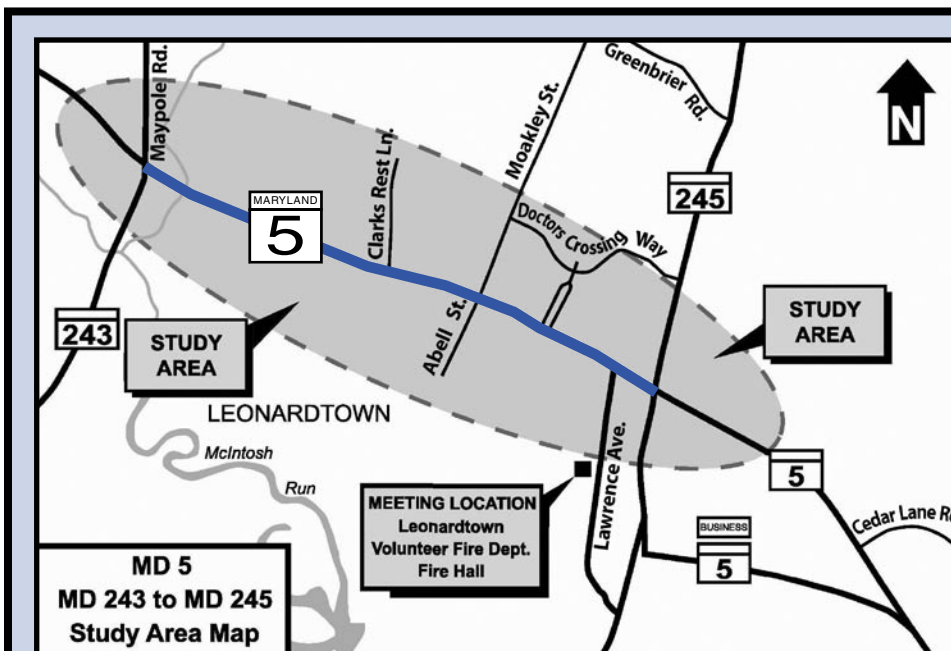 Maypole Rd.
Greenbrier Rd.
N
Moakley St.
Clarks Rest Ln.
MARYLAND
5
245
Doctors Crossing Way
243
STUDY
AREA
STUDY
AREA
Abell St.
LEONARDTOWN
McIntosh
Run
Lawrence Ave.
5
MEETING LOCATION
Leonardtown
Volunteer Fire Dept.
Fire Hall
BUSINESS
5
Cedar Lane R
MD 5
MD 243 to MD 245
Study Area Map